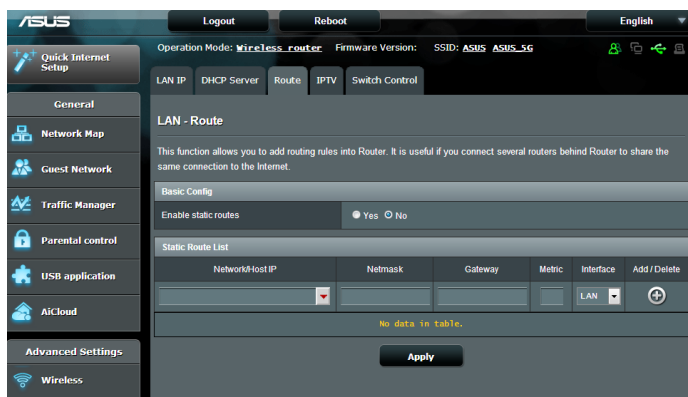 ASUS Logout Reboot English
Operation Mode: Wireless router Firmware Version: SSID: ASUS ASUS_5G
Quick Internet
Setup
LAN IP DHCP Server Route IPTV Switch Control
General
Network Map
Guest Network
Traffic Manager
Parental control
USB application
AiCloud
Advanced Settings
Wireless
LAN - Route
This function allows you to add routing rules into Router. It is useful if you connect several routers behind Router to share the
same connection to the Internet.
Basic Config
Enable static routes Yes No
Static Route List
Network/Host IP Netmask Gateway Metric Interface Add / Delete
LAN
No data in table.
Apply